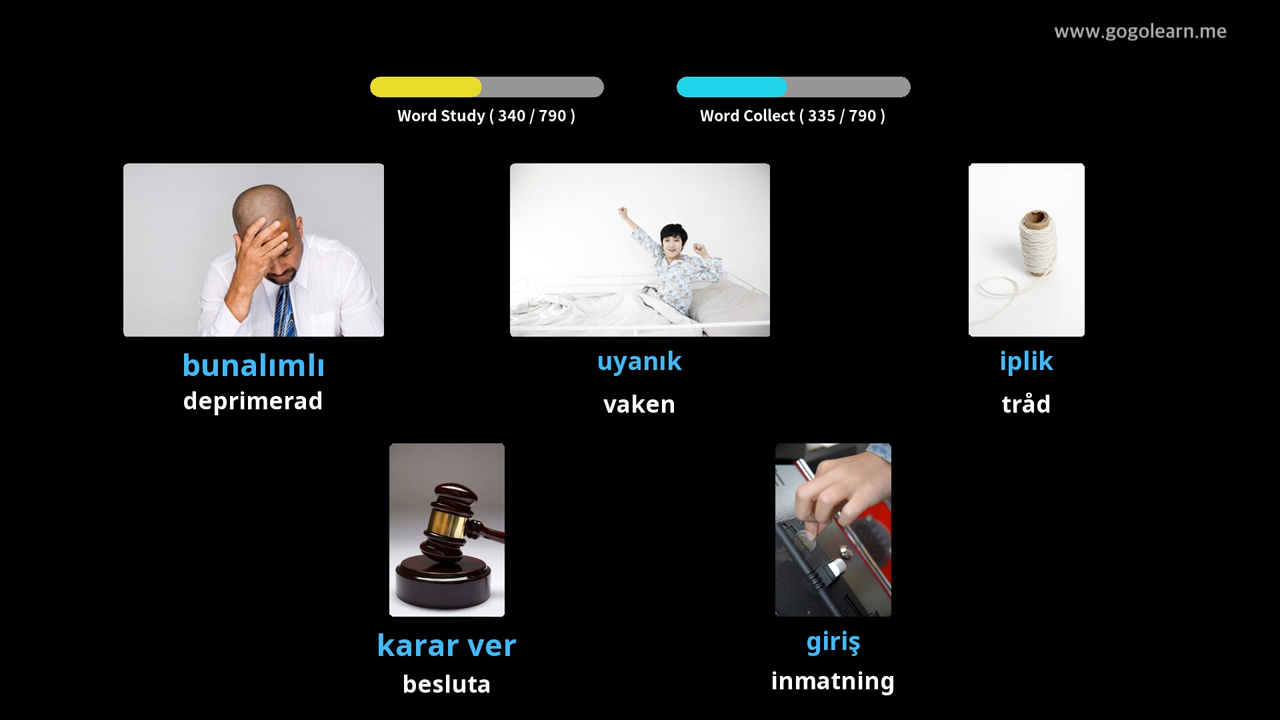 www.gogolearn.me
Word Study ( 340 / 790 )
Word Collect ( 335 / 790 )
bunalımlı
deprimerad
uyanık
vaken
iplik
tråd
karar ver
besluta
giriş
inmatning